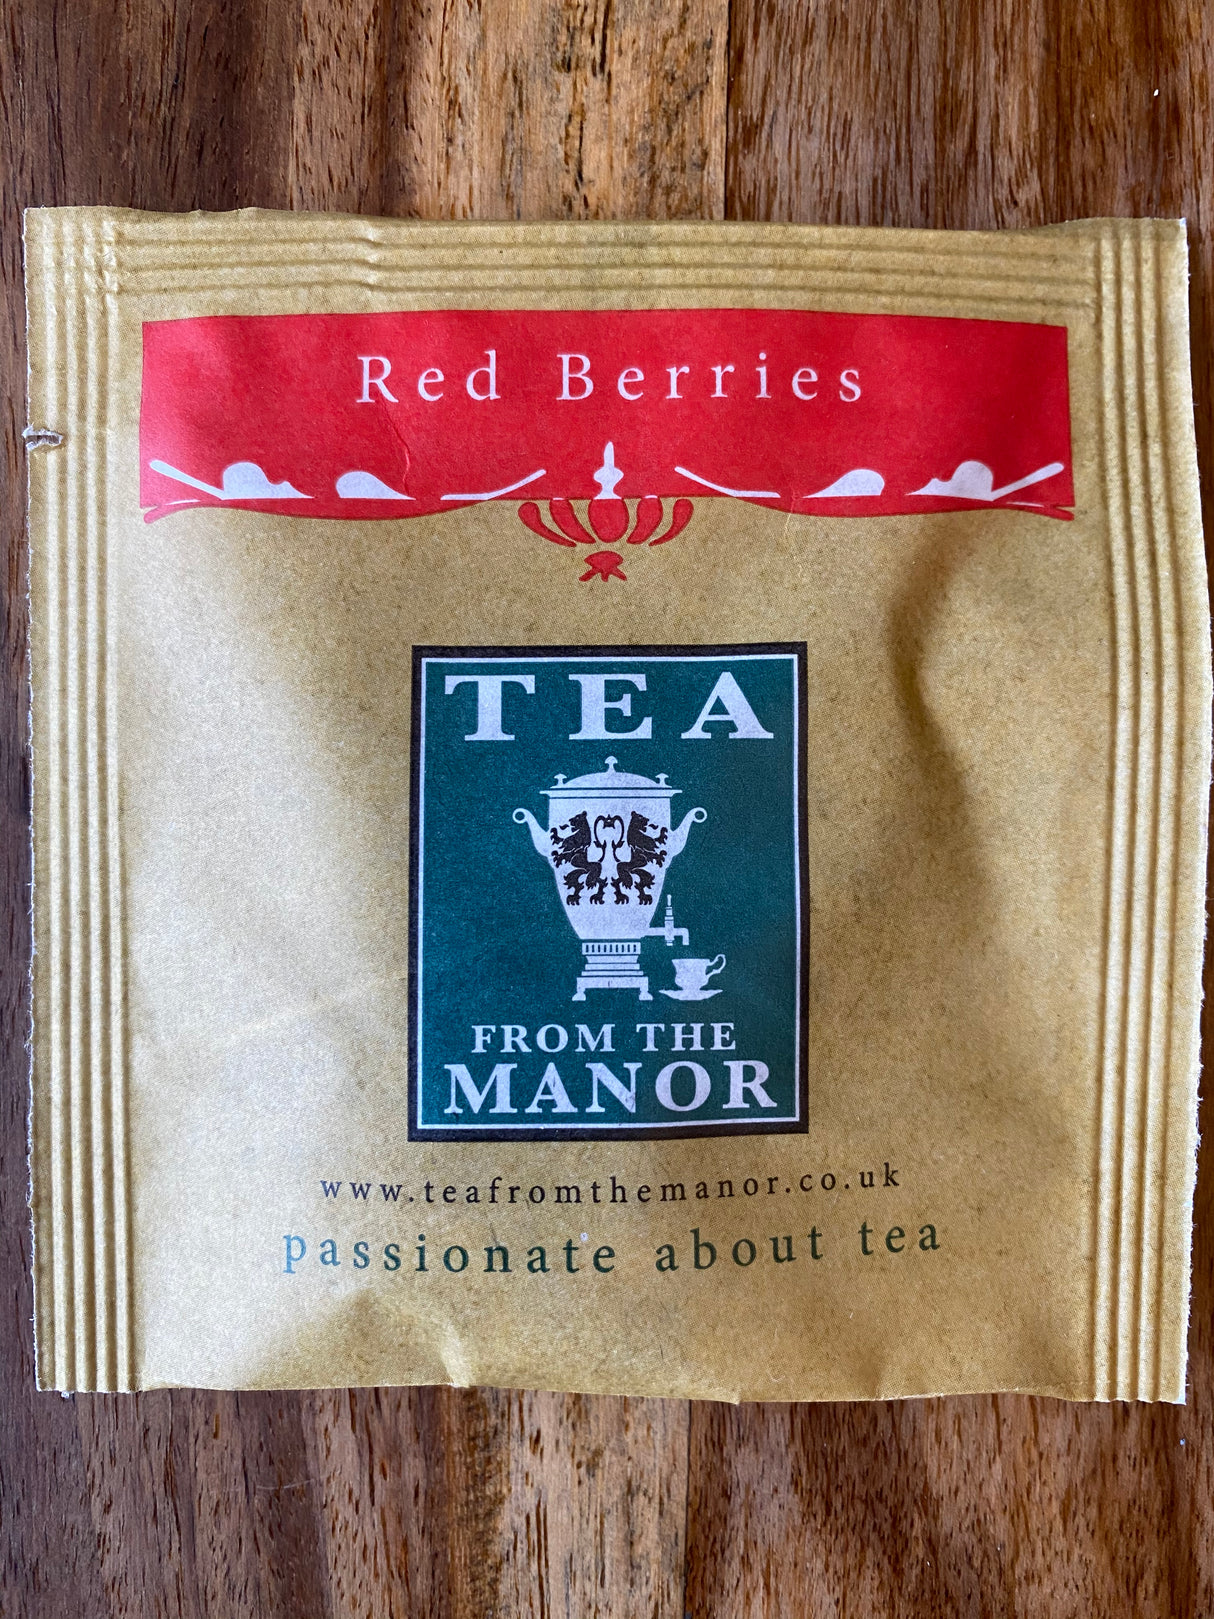 Red Berries
TEA
FROM THE
MANOR
www.teafromthemanor.co.uk
passionate about tea